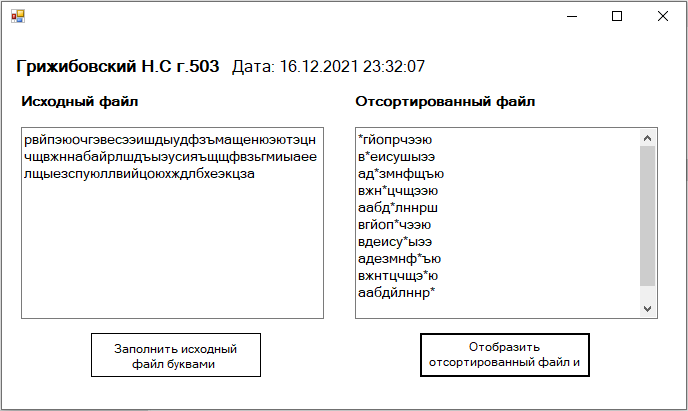 Грижибовский Н.С г.503 Дата: 16.12.2021 23:32:07
Исходный файл
рвйпэюочгэвесээишдыудфзъмащенюэютэцн
чщвжннабайрлшдъыэусияъщщфвзьгмиыаее
лщыезспуюллвийцоюхждлбхеэкцза
Заполнить исходный
файл буквами
Отсортированный файл
*гйопрчээю
в*еисушыээ
ад*змнфщъю
вжн*цчщээю
аабд*лннрш
вгйоп*чээю
вдеису*ыээ
адезмнф*ъю
вжнтцчщэ*ю
аабдйлннр*
Отобразить
отсортированный файл и